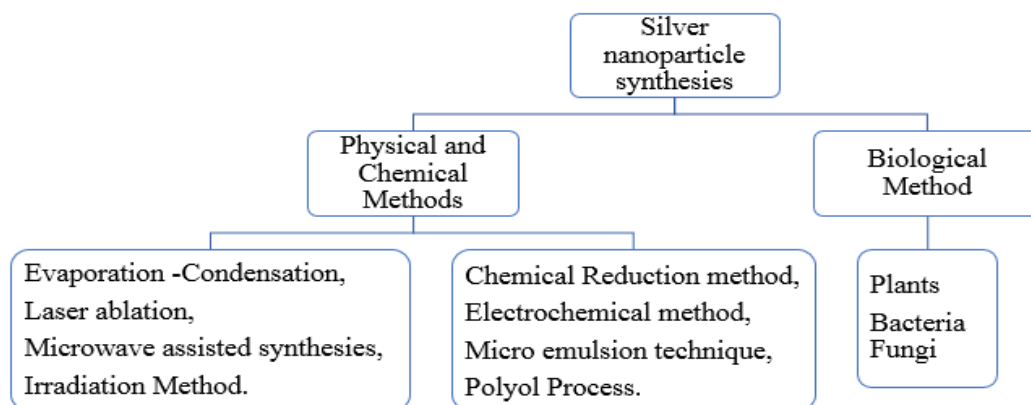 Silver
nanoparticle
synthesies
Physical and
Chemical
Methods
Biological
Method
Evaporation -Condensation,
Laser ablation,
Microwave assisted synthesies,
Irradiation Method.
Chemical Reduction method,
Electrochemical method,
Micro emulsion technique,
Polyol Process.
Plants
Bacteria
Fungi